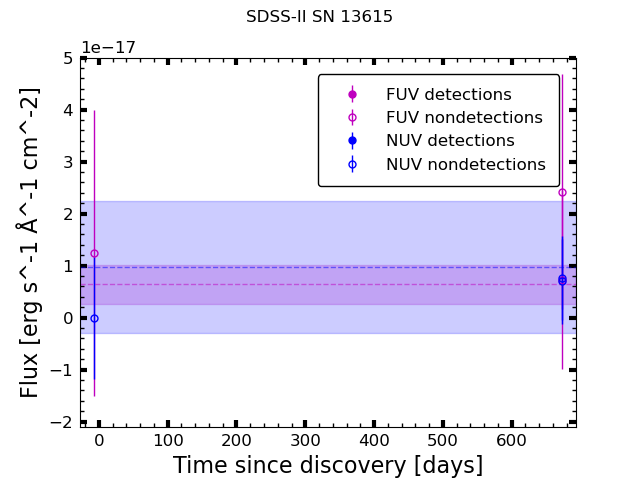 SDSS-II SN 13615
1e−17
5
4
3
2
1
0
−1
−2
Flux [erg s^-1 Å^-1 cm^-2]
FUV detections
FUV nondetections
NUV detections
NUV nondetections
0 100 200 300 400 500 600
Time since discovery [days]